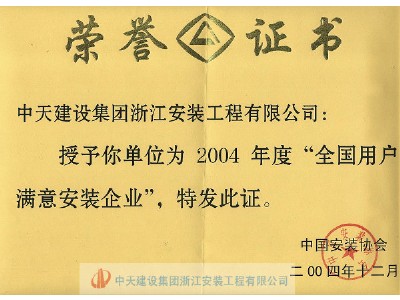 荣誉证书
中天建设集团浙江安装工程有限公司:
授予你单位为 2004 年度“全国用户
满意安装企业”,特发此证。
中国安装协会
二00四年十二月
中天建设集团浙江安装工程有限公司